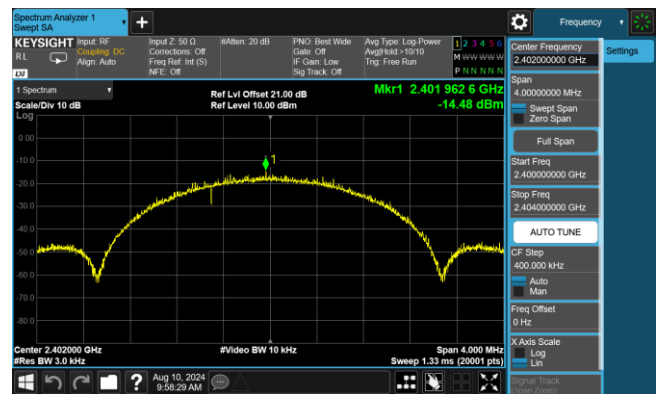 Spectrum Analyzer 1
Swept SA
+
Frequency
KEYSIGHT
R L
LXI
Input: RF
Coupling: DC
Align: Auto
Input Z: 50 Ω
Corrections: Off
Freq Ref: Int (S)
NFE: Off
#Atten: 20 dB
PNO: Best Wide
Gate: Off
IF Gain: Low
Sig Track: Off
Avg Type: Log-Power
Avg|Hold:>10/10
Trig: Free Run
1 2 3 4 5 6
M W W W W W
P N N N N N
1 Spectrum
Scale/Div 10 dB
Log
Ref Lvl Offset 21.00 dB
Ref Level 10.00 dBm
Mkr1 2.401 962 6 GHz
-14.48 dBm
1
0.00
-10.0
-20.0
-30.0
-40.0
-50.0
-60.0
-70.0
-80.0
Center 2.402000 GHz
#Res BW 3.0 kHz
#Video BW 10 kHz
Span 4.000 MHz
Sweep 1.33 ms (20001 pts)
Aug 10, 2024
9:58:29 AM
Center Frequency
2.402000000 GHz
Settings
Span
4.00000000 MHz
Swept Span
Zero Span
Full Span
Start Freq
2.400000000 GHz
Stop Freq
2.404000000 GHz
AUTO TUNE
CF Step
400.000 kHz
Auto
Man
Freq Offset
0 Hz
X Axis Scale
Log
Lin
Signal Track
(Span Zoom)